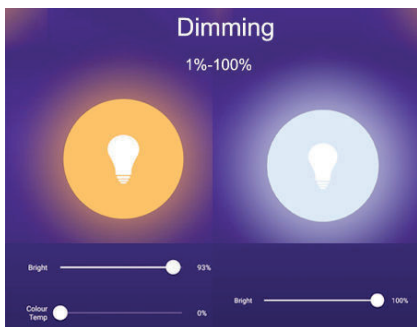 Dimming
1%-100%
Bright 93%
Colour
Temp 0%
Bright 100%